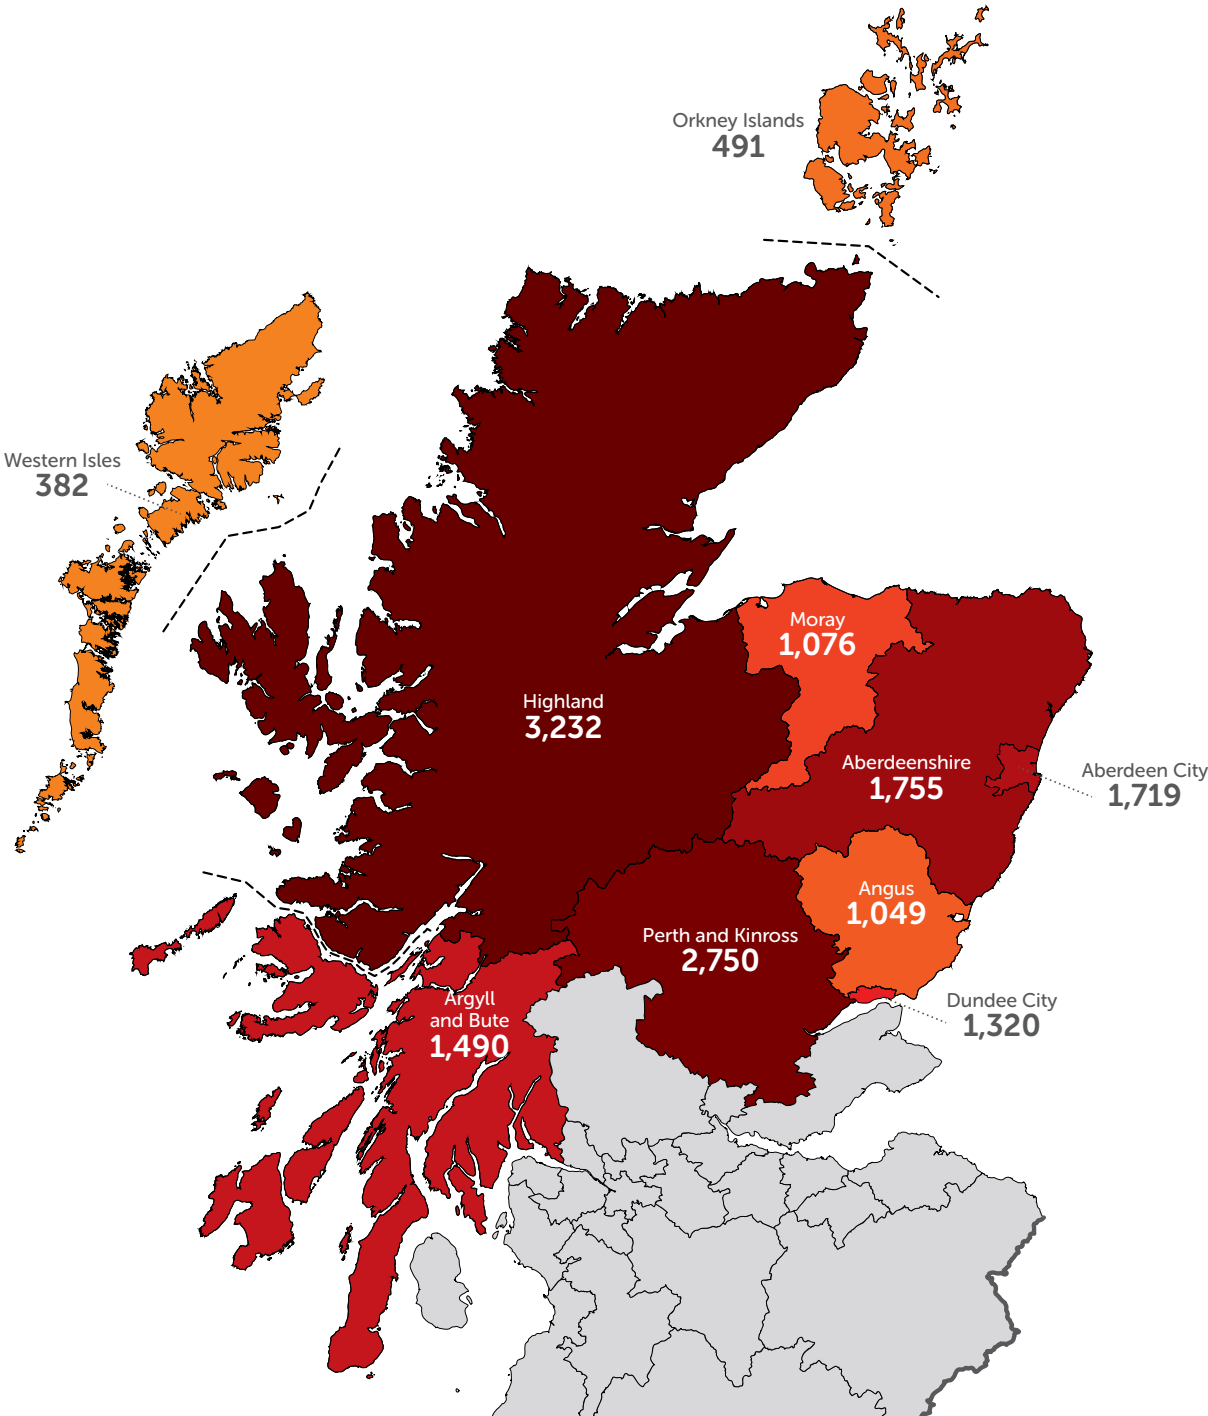 Orkney Islands
491
Western Isles
382
Moray
1,076
Highland
3,232
Aberdeenshire
1,755
Aberdeen City
1,719
Angus
1,049
Perth and Kinross
2,750
Argyll
and Bute
1,490
Dundee City
1,320